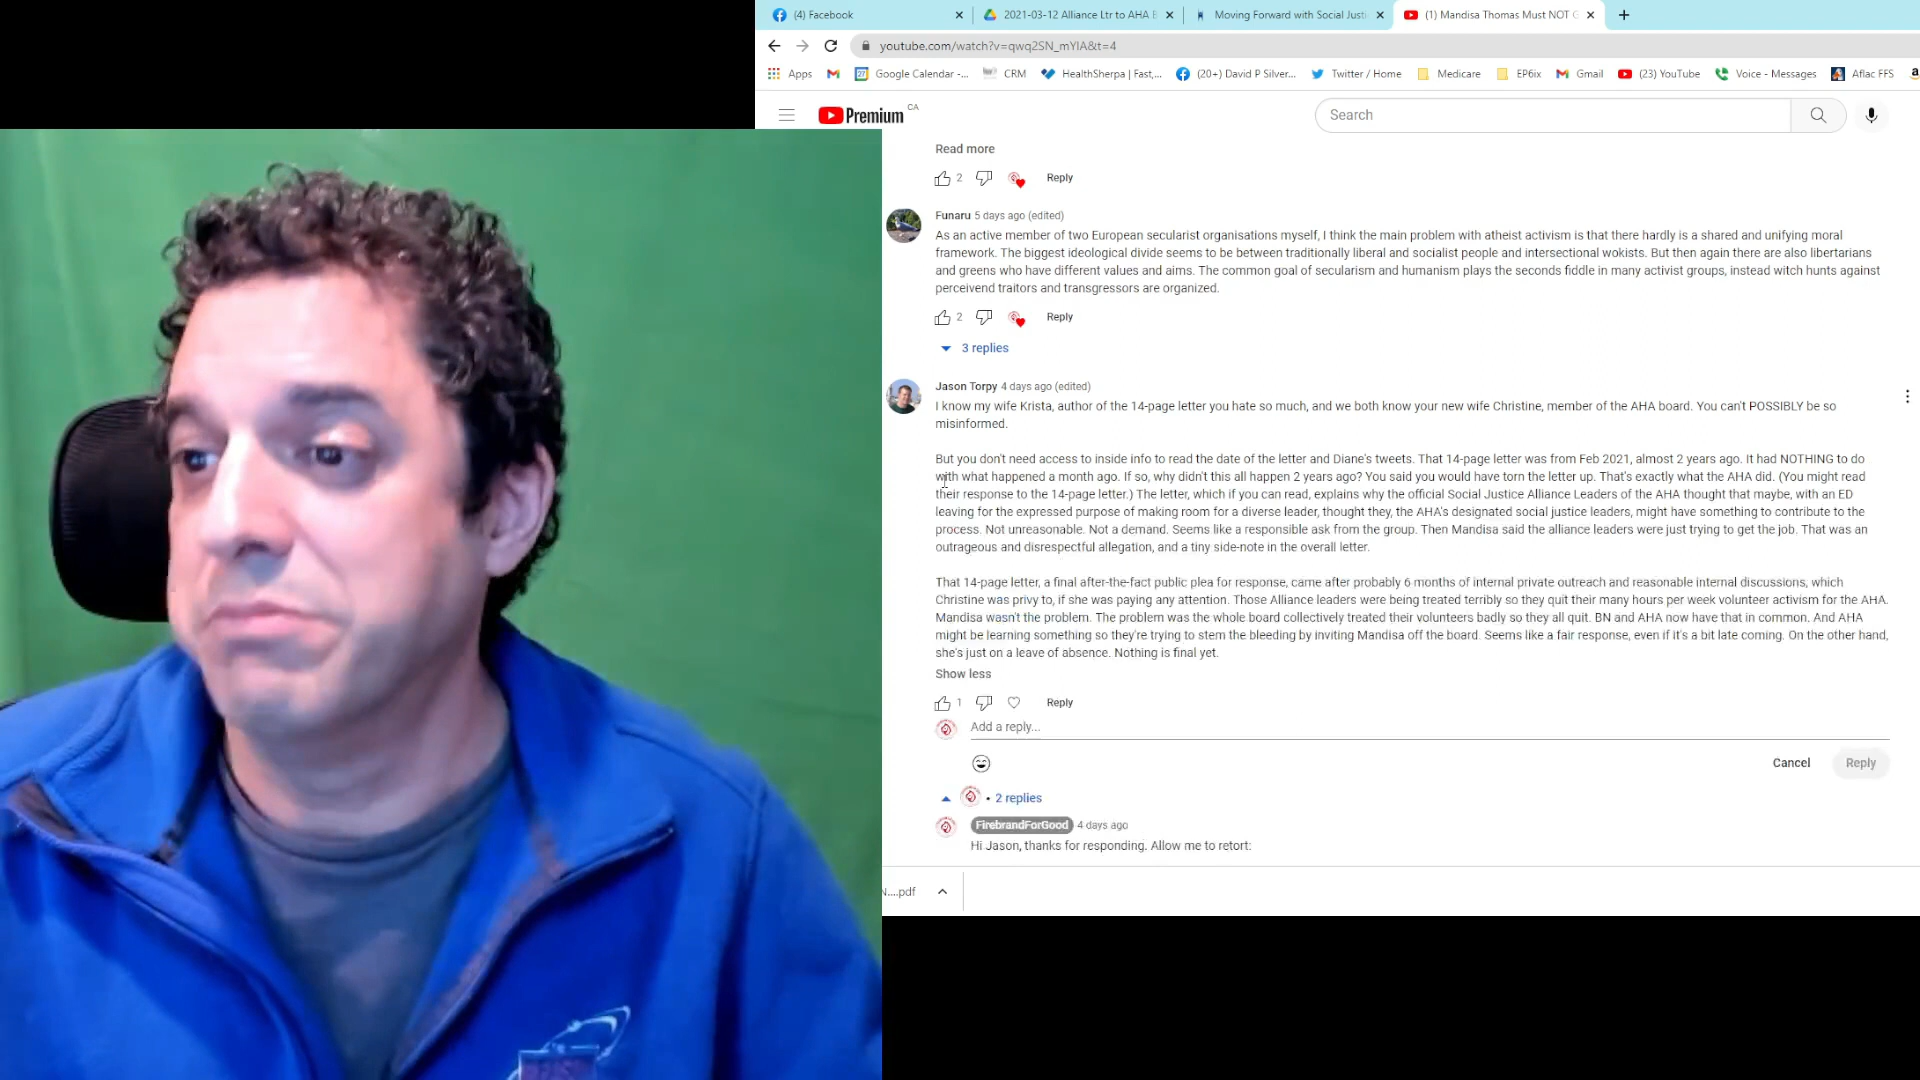 (4) Facebook
2021-03-12 Alliance Ltr to AHA B
Moving Forward with Social Justi
(1) Mandisa Thomas Must NOT G
youtube.com/watch?v=qwq2SN_mYIA&t=4
Apps
Google Calendar -...
CRM
HealthSherpa | Fast,...
(20+) David P Silver...
Twitter / Home
Medicare
EP6ix
Gmail
(23) YouTube
Voice - Messages
Aflac FFS
Premium CA
Search
Read more
2 Reply
Funaru 5 days ago (edited)
As an active member of two European secularist organisations myself, I think the main problem with atheist activism is that there hardly is a shared and unifying moral
framework. The biggest ideological divide seems to be between traditionally liberal and socialist people and intersectional wokists. But then again there are also libertarians
and greens who have different values and aims. The common goal of secularism and humanism plays the seconds fiddle in many activist groups, instead witch hunts against
perceivend traitors and transgressors are organized.
2 Reply
3 replies
Jason Torpy 4 days ago (edited)
I know my wife Krista, author of the 14-page letter you hate so much, and we both know your new wife Christine, member of the AHA board. You can't POSSIBLY be so
misinformed.
But you don't need access to inside info to read the date of the letter and Diane's tweets. That 14-page letter was from Feb 2021, almost 2 years ago. It had NOTHING to do
with what happened a month ago. If so, why didn't this all happen 2 years ago? You said you would have torn the letter up. That's exactly what the AHA did. (You might read
their response to the 14-page letter.) The letter, which if you can read, explains why the official Social Justice Alliance Leaders of the AHA thought that maybe, with an ED
leaving for the expressed purpose of making room for a diverse leader, thought they, the AHA's designated social justice leaders, might have something to contribute to the
process. Not unreasonable. Not a demand. Seems like a responsible ask from the group. Then Mandisa said the alliance leaders were just trying to get the job. That was an
outrageous and disrespectful allegation, and a tiny side-note in the overall letter.
That 14-page letter, a final after-the-fact public plea for response, came after probably 6 months of internal private outreach and reasonable internal discussions, which
Christine was privy to, if she was paying any attention. Those Alliance leaders were being treated terribly so they quit their many hours per week volunteer activism for the AHA.
Mandisa wasn't the problem. The problem was the whole board collectively treated their volunteers badly so they all quit. BN and AHA now have that in common. And AHA
might be learning something so they're trying to stem the bleeding by inviting Mandisa off the board. Seems like a fair response, even if it's a bit late coming. On the other hand,
she's just on a leave of absence. Nothing is final yet.
Show less
1 Reply
Add a reply...
Cancel Reply
• 2 replies
FirebrandForGood 4 days ago
Hi Jason, thanks for responding. Allow me to retort:
....pdf